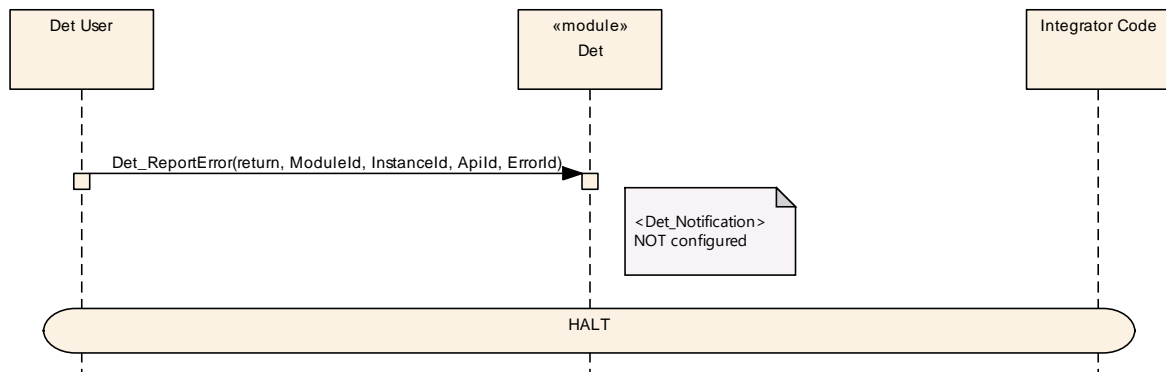 Det User
«module»
Det
Integrator Code
Det_ReportError(return, ModuleId, InstanceId, ApiId, ErrorId)
<Det_Notification>
NOT configured
HALT